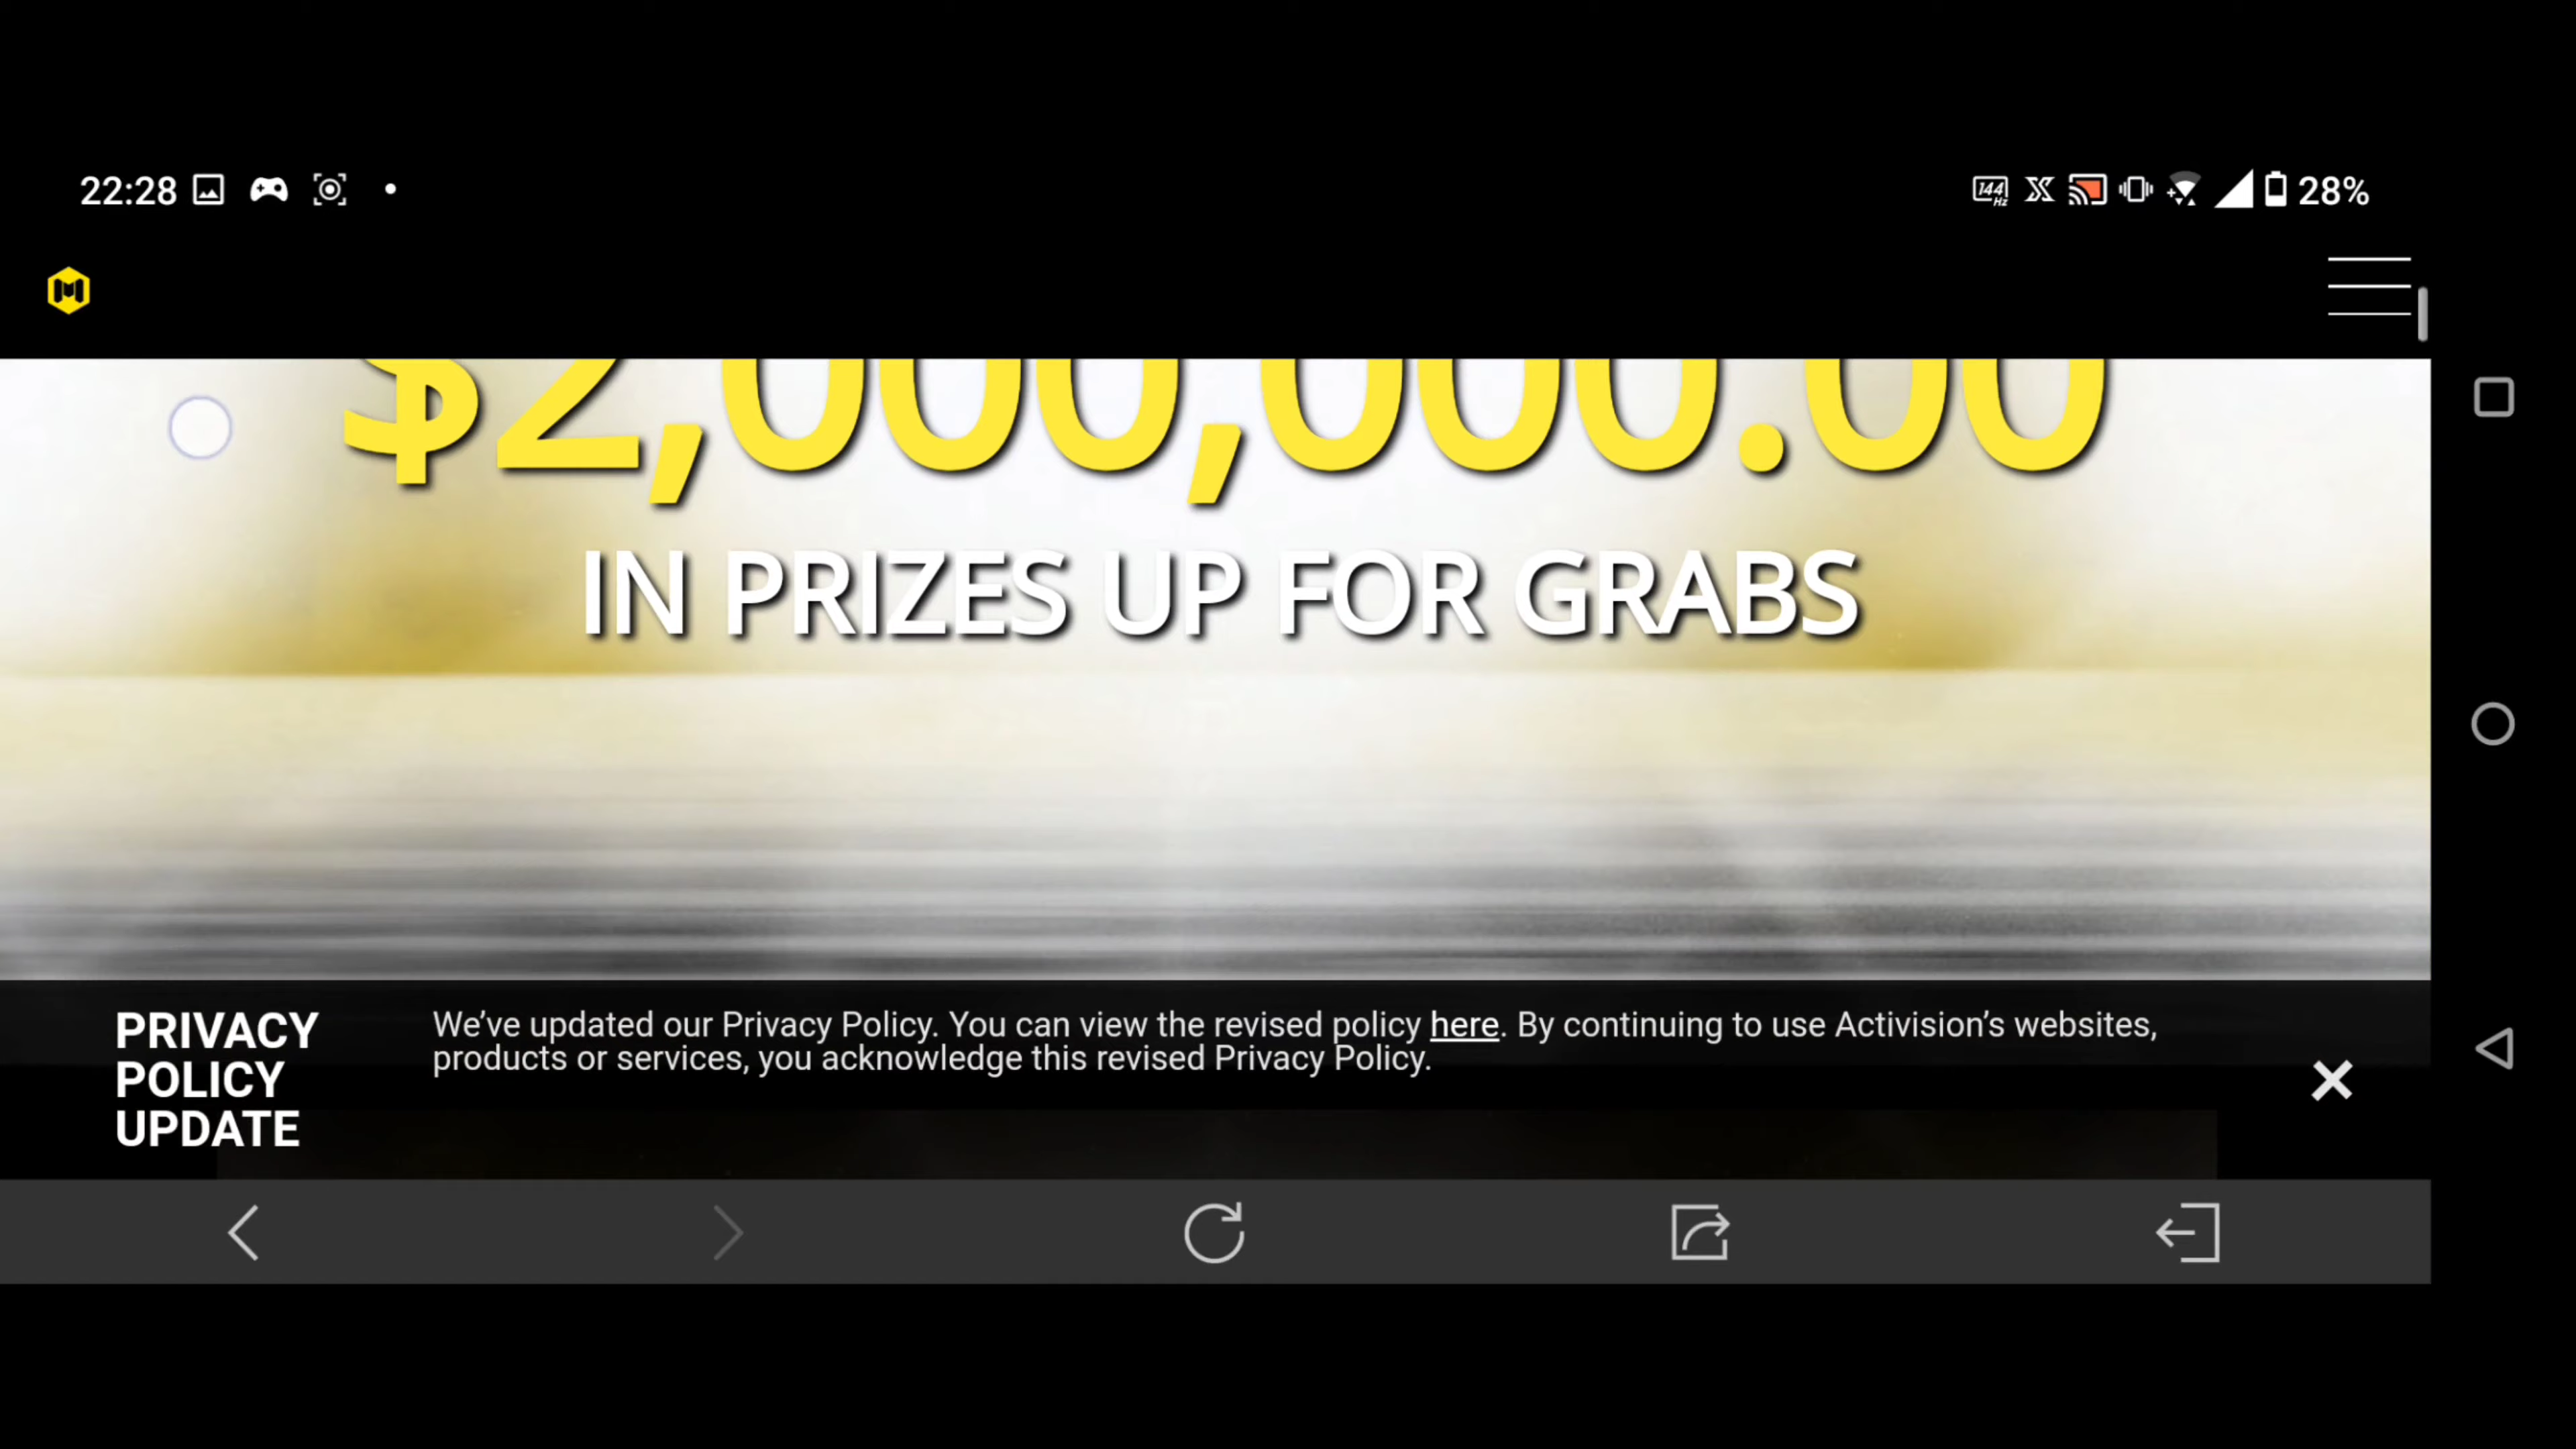 22:28
144
Hz
28%
$2,000,000.00
IN PRIZES UP FOR GRABS
PRIVACY
POLICY
UPDATE
We’ve updated our Privacy Policy. You can view the revised policy here. By continuing to use Activision’s websites,
products or services, you acknowledge this revised Privacy Policy.